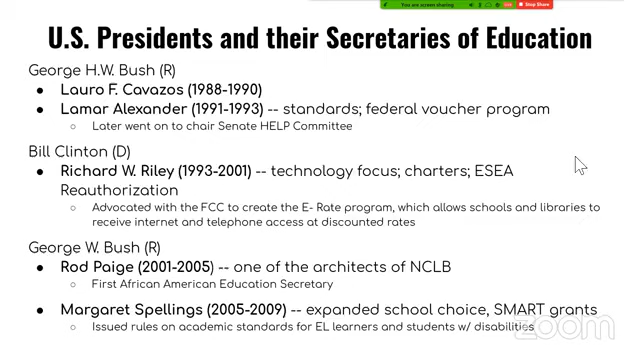 You are screen sharing
Stop Share
U.S. Presidents and their Secretaries of Education
George H.W. Bush (R)
● Lauro F. Cavazos (1988-1990)
● Lamar Alexander (1991-1993) -- standards; federal voucher program
○ Later went on to chair Senate HELP Committee
Bill Clinton (D)
● Richard W. Riley (1993-2001) -- technology focus; charters; ESEA
Reauthorization
○ Advocated with the FCC to create the E- Rate program, which allows schools and libraries to
receive internet and telephone access at discounted rates
George W. Bush (R)
● Rod Paige (2001-2005) -- one of the architects of NCLB
○ First African American Education Secretary
● Margaret Spellings (2005-2009) -- expanded school choice, SMART grants
○ Issued rules on academic standards for EL learners and students w/ disabilities
zoom